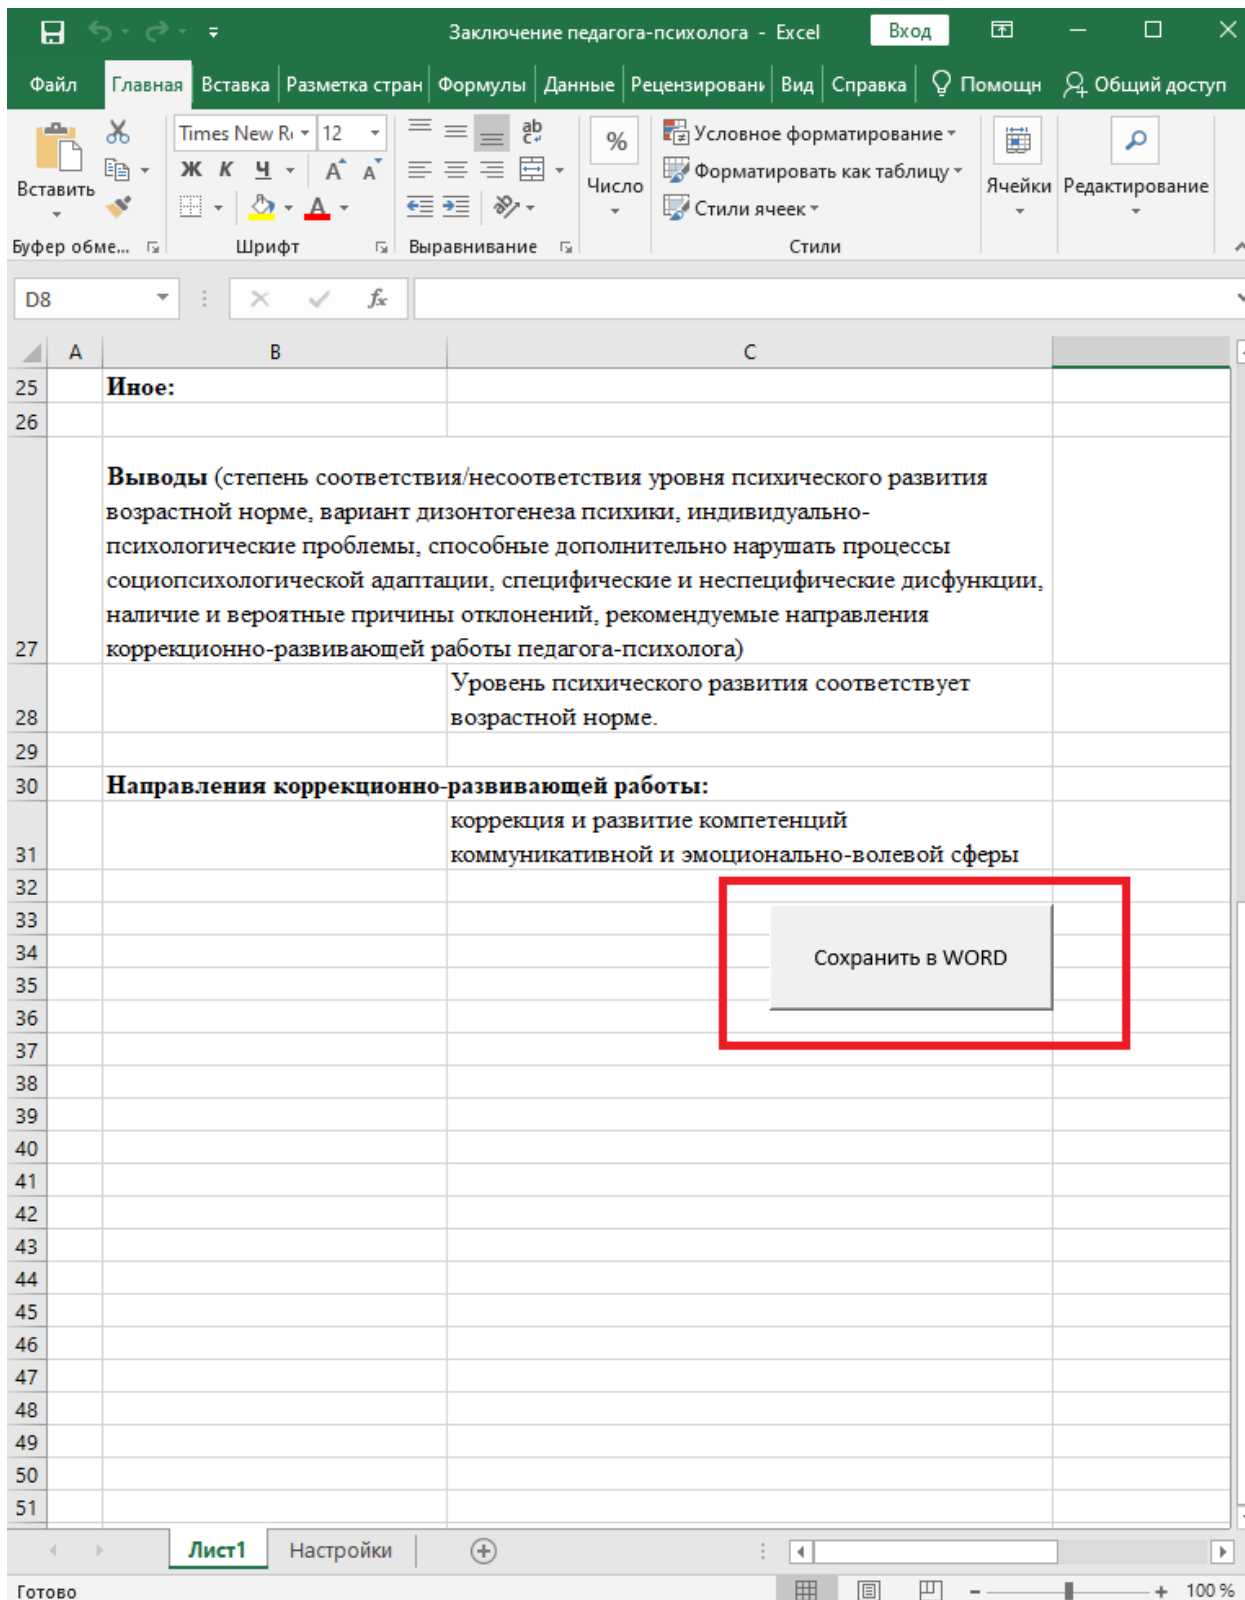 Заключение педагога-психолога - Excel
Вход
Файл Главная Вставка Разметка стран Формулы Данные Рецензировани Вид Справка Помощн Общий доступ
Вставить
Times New Ro 12
Ж К Ч
А А
ab
%
Число
Условное форматирование
Форматировать как таблицу
Стили ячеек
Ячейки
Редактирование
Буфер обме... Шрифт Выравнивание Стили
D8 fx
A B C
25 Иное:
26
Выводы (степень соответствия/несоответствия уровня психического развития
возрастной норме, вариант дизонтогенеза психики, индивидуально-
психологические проблемы, способные дополнительно нарушать процессы
социопсихологической адаптации, специфические и неспецифические дисфункции,
наличие и вероятные причины отклонений, рекомендуемые направления
27 коррекционно-развивающей работы педагога-психолога)
Уровень психического развития соответствует
28 возрастной норме.
29
30 Направления коррекционно-развивающей работы:
коррекция и развитие компетенций
31 коммуникативной и эмоционально-волевой сферы
32
33
34 Сохранить в WORD
35
36
37
38
39
40
41
42
43
44
45
46
47
48
49
50
51
Лист1 Настройки
Готово 100 %